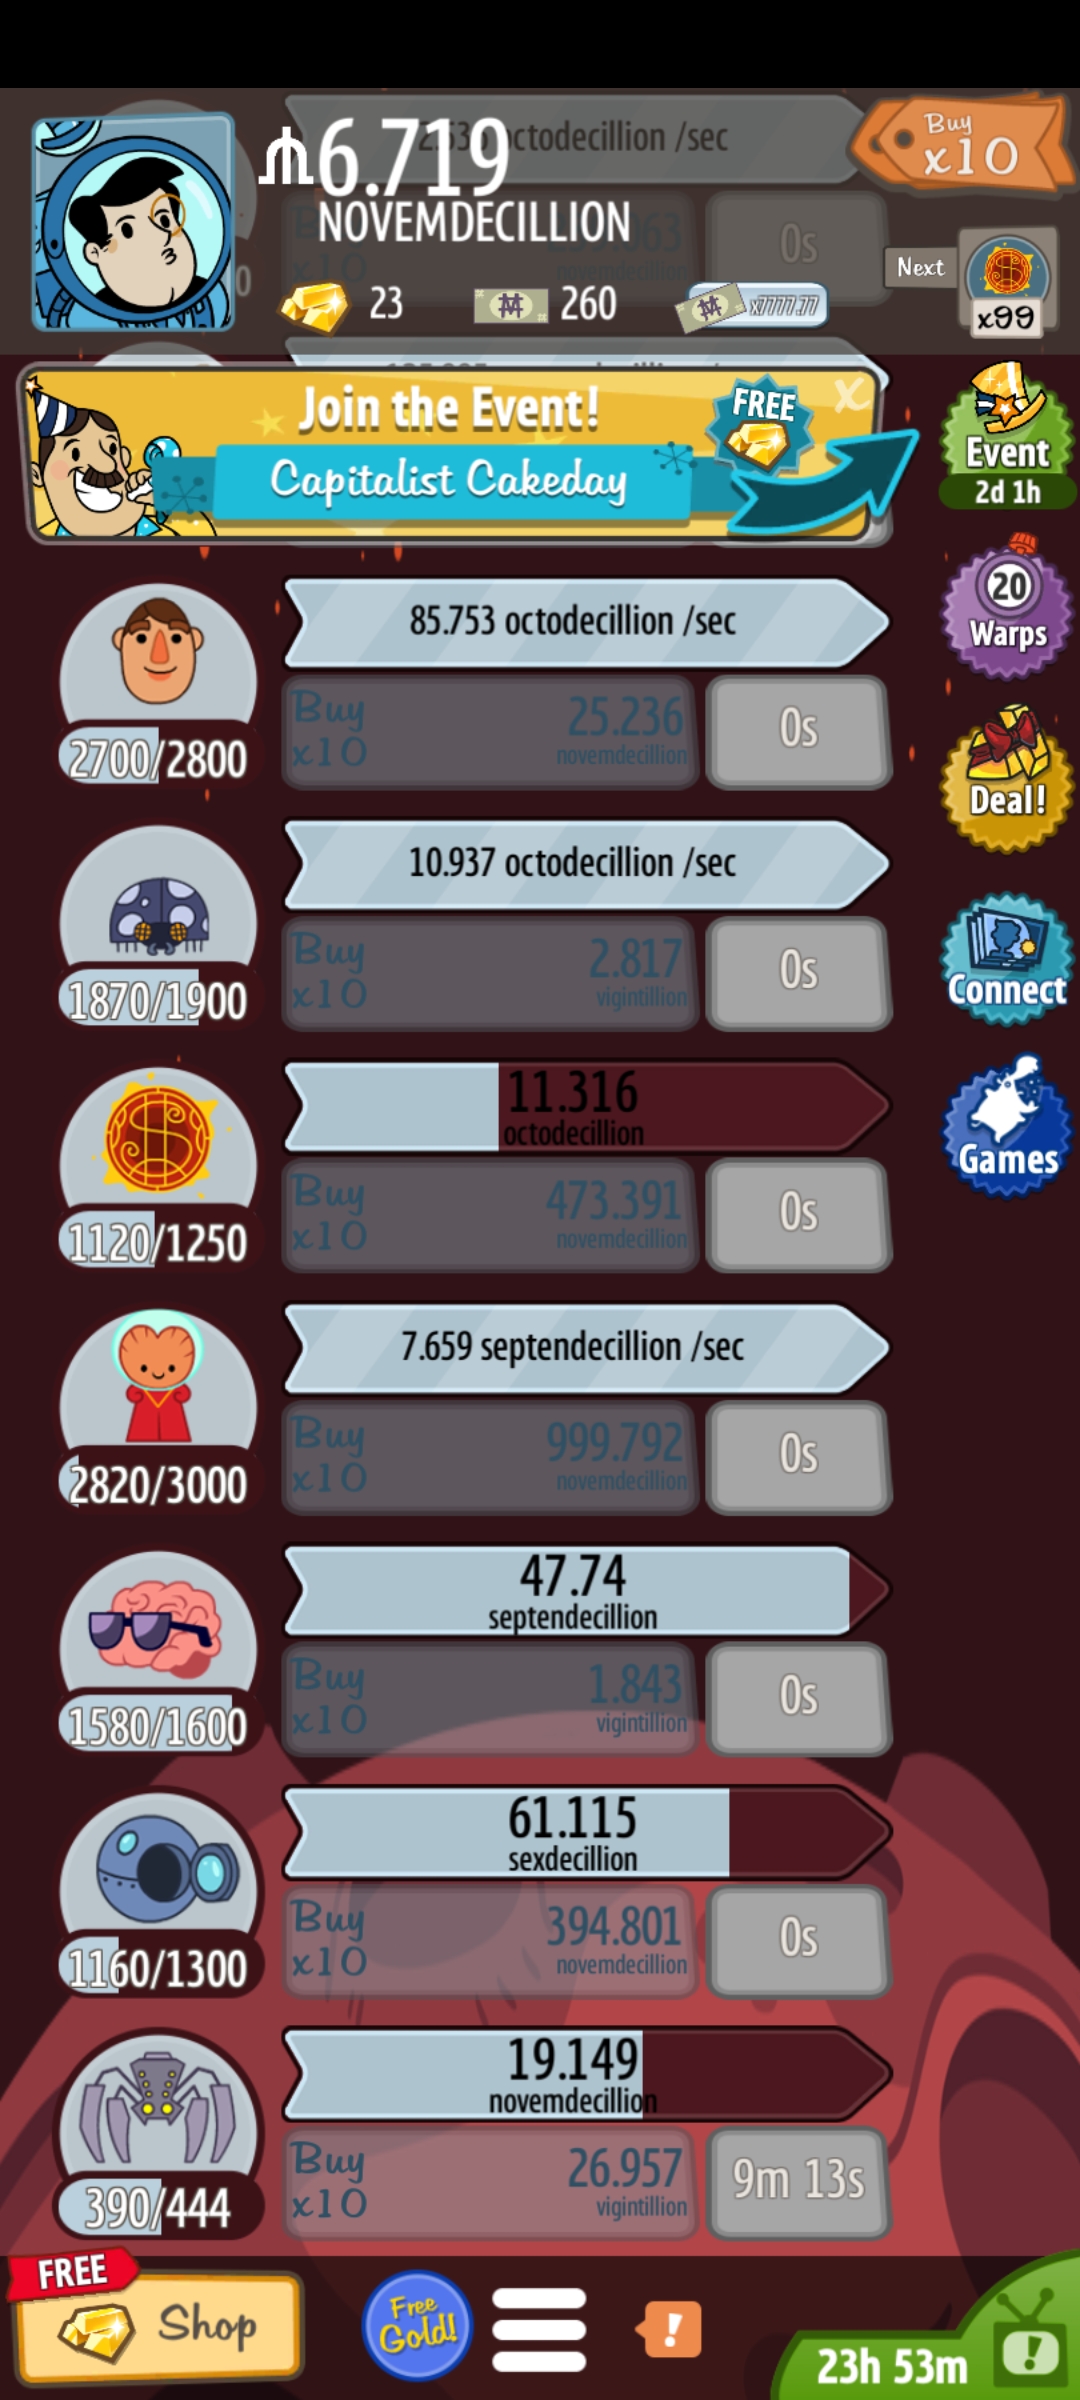 6.719
NOVEMDECILLION
octodecillion /sec
Buy
x10
novemdecillion
0s
23
260
x7777.77
Buy
x10
Next
x99
Join the Event!
Capitalist Cakeday
FREE
x
Event
2d 1h
20
Warps
Deal!
Connect
Games
85.753 octodecillion /sec
2700/2800
Buy
x10
25.236
novemdecillion
0s
10.937 octodecillion /sec
1870/1900
Buy
x10
2.817
vigintillion
0s
11.316
octodecillion
1120/1250
Buy
x10
473.391
novemdecillion
0s
7.659 septendecillion /sec
2820/3000
Buy
x10
999.792
novemdecillion
0s
47.74
septendecillion
1580/1600
Buy
x10
1.843
vigintillion
0s
61.115
sexdecillion
1160/1300
Buy
x10
394.801
novemdecillion
0s
19.149
novemdecillion
390/444
Buy
x10
26.957
vigintillion
9m 13s
FREE
Shop
Free
Gold!
!
23h 53m
!